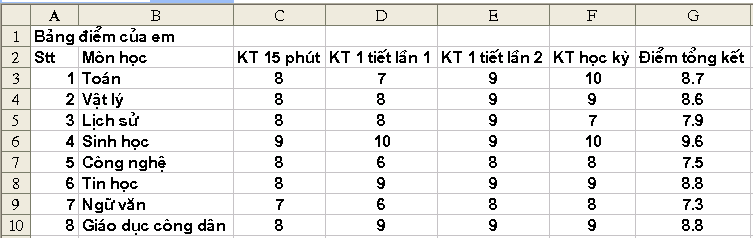 A B C D E F G
1 Bảng điểm của em
2 Stt Môn học KT 15 phút KT 1 tiết lần 1 KT 1 tiết lần 2 KT học kỳ Điểm tổng kết
3 1 Toán 8 7 9 10 8.7
4 2 Vật lý 8 8 9 9 8.6
5 3 Lịch sử 8 8 9 7 7.9
6 4 Sinh học 9 10 9 10 9.6
7 5 Công nghệ 8 6 8 8 7.5
8 6 Tin học 8 9 9 9 8.8
9 7 Ngữ văn 7 6 8 8 7.3
10 8 Giáo dục công dân 8 9 9 9 8.8